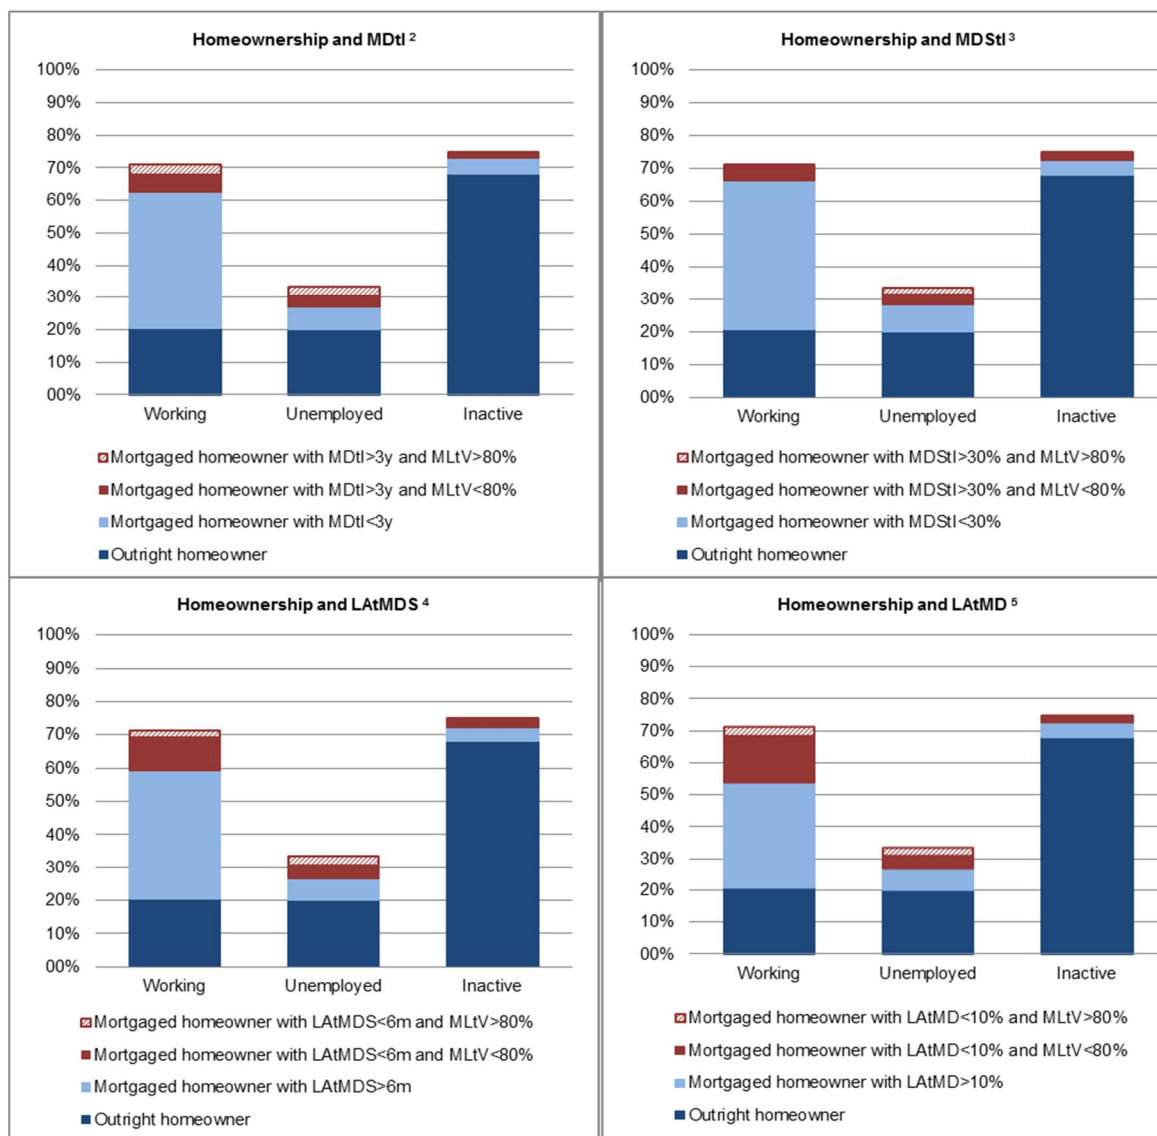 Homeownership and MDtI ²
100%
90%
80%
70%
60%
50%
40%
30%
20%
10%
00%
Working Unemployed Inactive
Mortgaged homeowner with MDtI>3y and MLtV>80%
Mortgaged homeowner with MDtI>3y and MLtV<80%
Mortgaged homeowner with MDtI<3y
Outright homeowner
Homeownership and MDStI ³
100%
90%
80%
70%
60%
50%
40%
30%
20%
10%
00%
Working Unemployed Inactive
Mortgaged homeowner with MDStI>30% and MLtV>80%
Mortgaged homeowner with MDStI>30% and MLtV<80%
Mortgaged homeowner with MDStI<30%
Outright homeowner
Homeownership and LAtMDS ⁴
100%
90%
80%
70%
60%
50%
40%
30%
20%
10%
00%
Working Unemployed Inactive
Mortgaged homeowner with LAtMDS<6m and MLtV>80%
Mortgaged homeowner with LAtMDS<6m and MLtV<80%
Mortgaged homeowner with LAtMDS>6m
Outright homeowner
Homeownership and LAtMD ⁵
100%
90%
80%
70%
60%
50%
40%
30%
20%
10%
00%
Working Unemployed Inactive
Mortgaged homeowner with LAtMD<10% and MLtV>80%
Mortgaged homeowner with LAtMD<10% and MLtV<80%
Mortgaged homeowner with LAtMD>10%
Outright homeowner